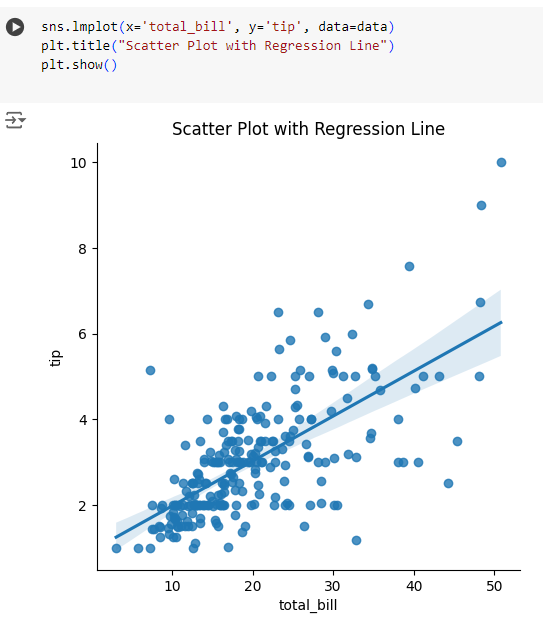 sns.lmplot(x='total_bill', y='tip', data=data)
plt.title("Scatter Plot with Regression Line")
plt.show()
Scatter Plot with Regression Line
10
8
6
4
2
tip
10 20 30 40 50
total_bill